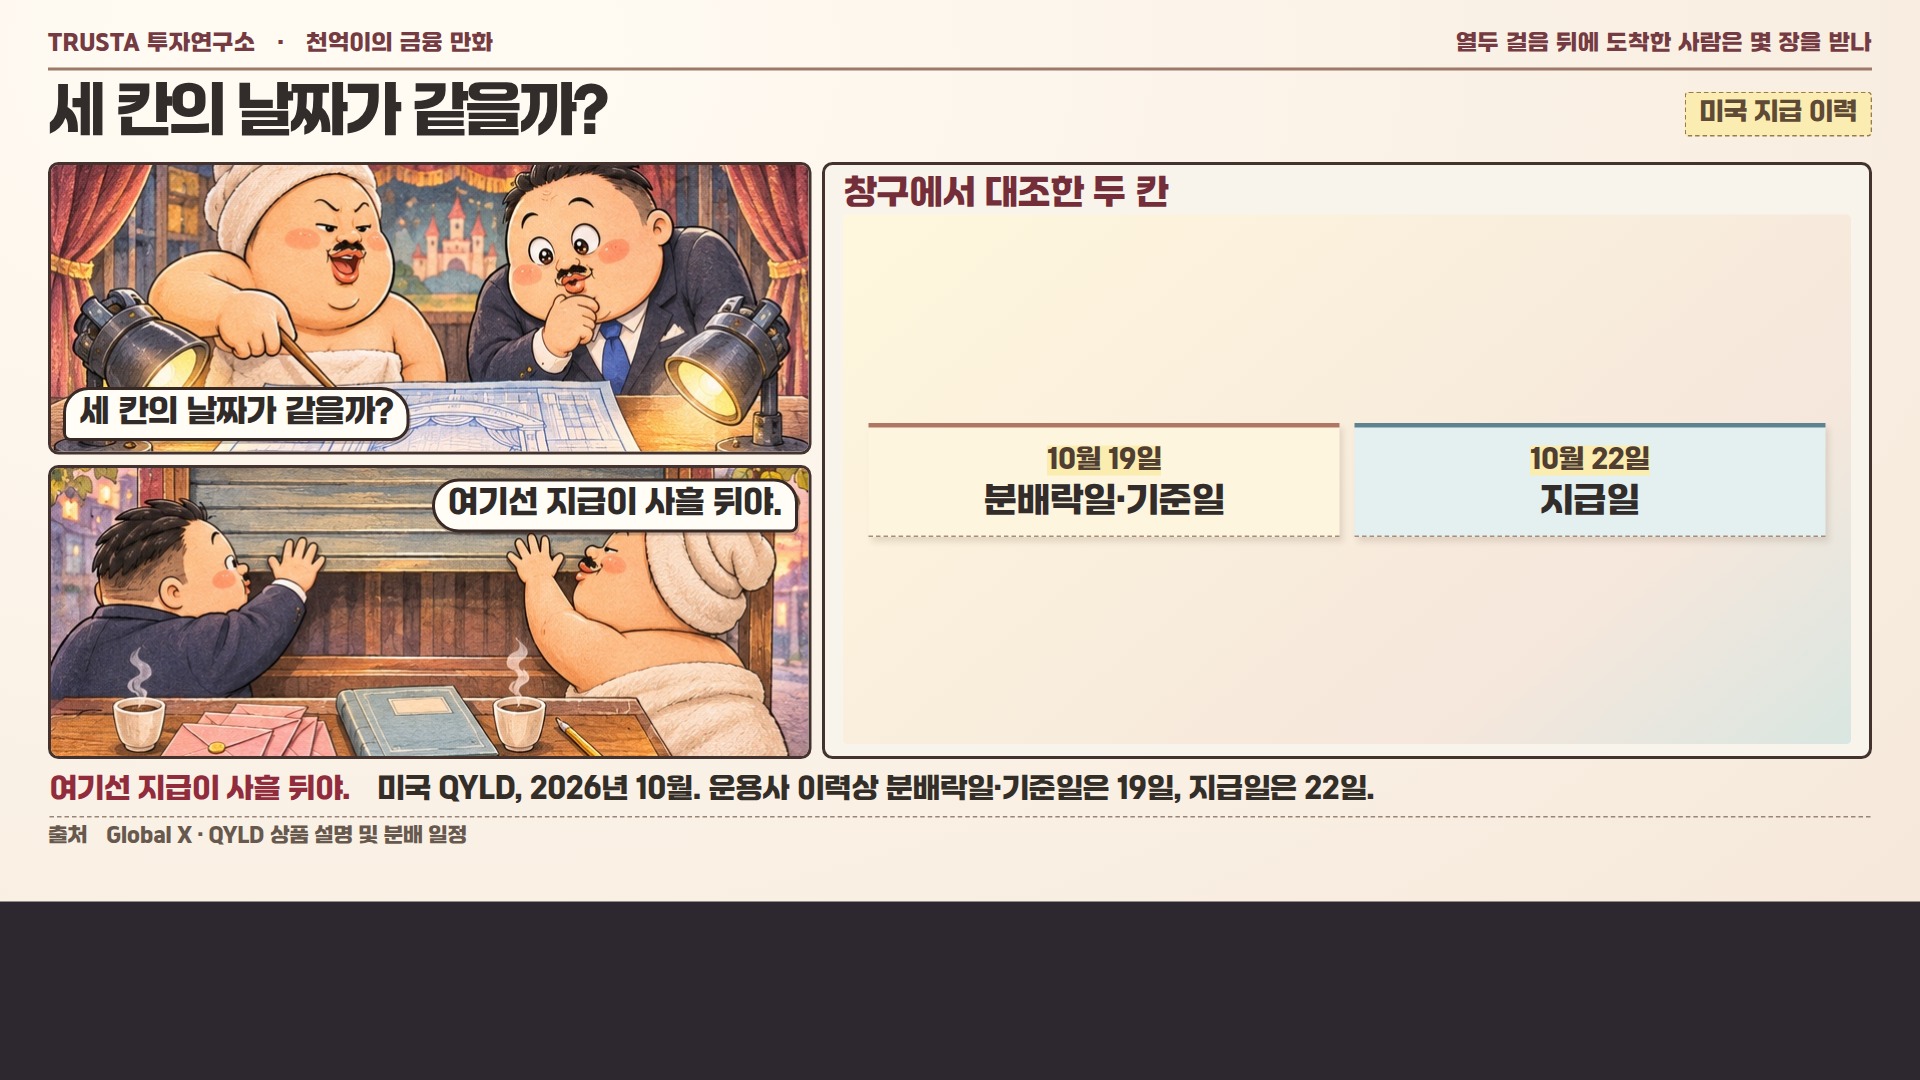 TRUSTA 투자연구소 · 천억이의 금융 만화
열두 걸음 뒤에 도착한 사람은 몇 장을 받나
세 칸의 날짜가 같을까?
미국 지급 이력
세 칸의 날짜가 같을까?
여기선 지급이 사흘 뒤야.
창구에서 대조한 두 칸
10월 19일
분배락일·기준일
10월 22일
지급일
여기선 지급이 사흘 뒤야. 미국 QYLD, 2026년 10월. 운용사 이력상 분배락일·기준일은 19일, 지급일은 22일.
출처 Global X · QYLD 상품 설명 및 분배 일정